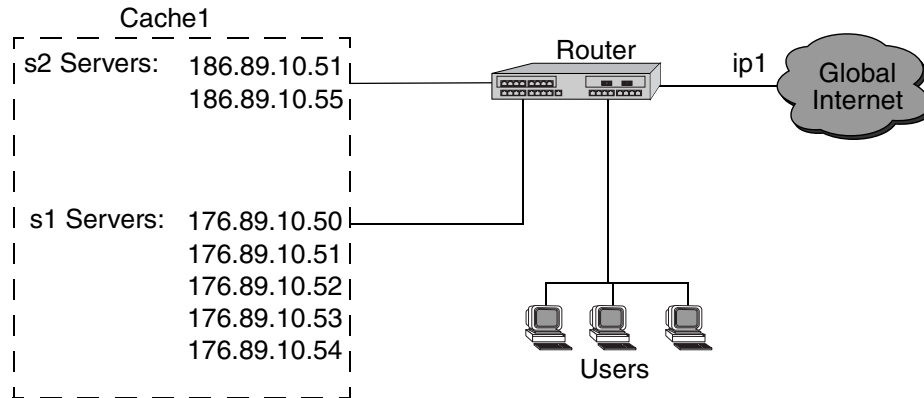 Cache1
s2 Servers: 186.89.10.51
186.89.10.55
s1 Servers: 176.89.10.50
176.89.10.51
176.89.10.52
176.89.10.53
176.89.10.54
Router
ip1
Global
Internet
Users